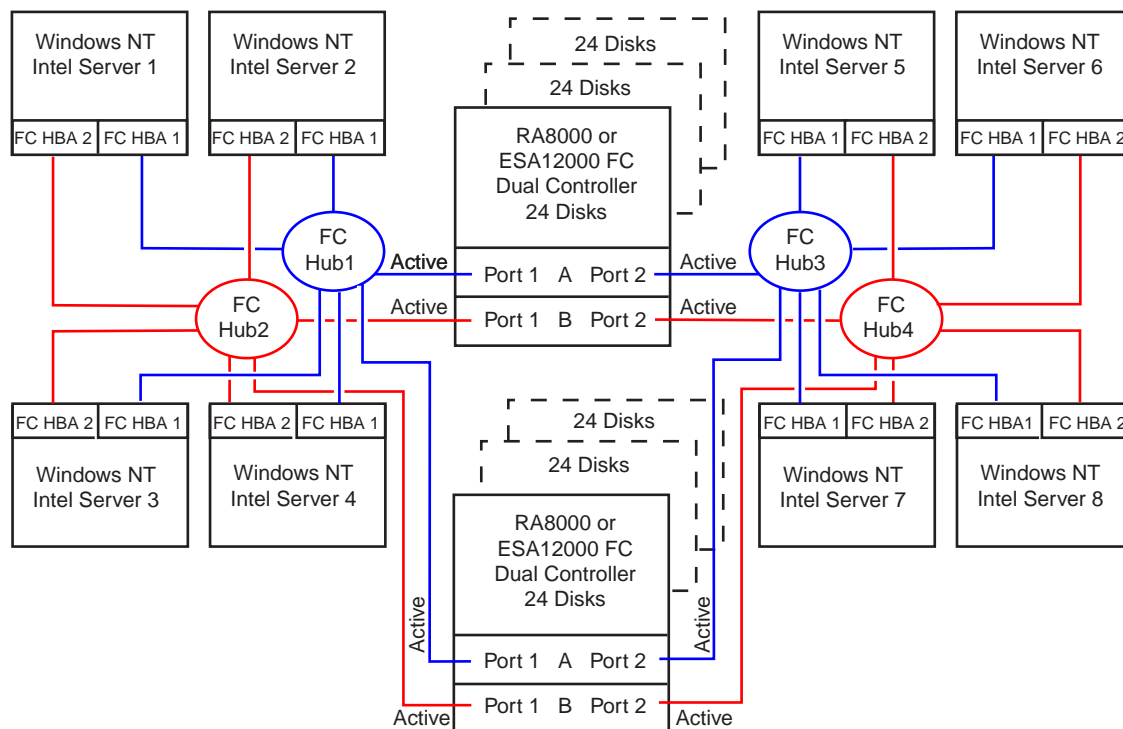 Windows NT
Intel Server 1
FC HBA 2
FC HBA 1
Windows NT
Intel Server 2
FC HBA 2
FC HBA 1
24 Disks
24 Disks
RA8000 or
ESA12000 FC
Dual Controller
24 Disks
Windows NT
Intel Server 5
FC HBA 1
FC HBA 2
Windows NT
Intel Server 6
FC HBA 1
FC HBA 2
FC
Hub1
Active
Port 1 A Port 2
Active
FC
Hub3
FC
Hub2
Active
Port 1 B Port 2
Active
FC
Hub4
FC HBA 2
FC HBA 1
Windows NT
Intel Server 3
FC HBA 2
FC HBA 1
Windows NT
Intel Server 4
24 Disks
24 Disks
RA8000 or
ESA12000 FC
Dual Controller
24 Disks
FC HBA 1
FC HBA 2
Windows NT
Intel Server 7
FC HBA1
FC HBA 2
Windows NT
Intel Server 8
Active
Port 1 A Port 2
Active
Active
Port 1 B Port 2
Active